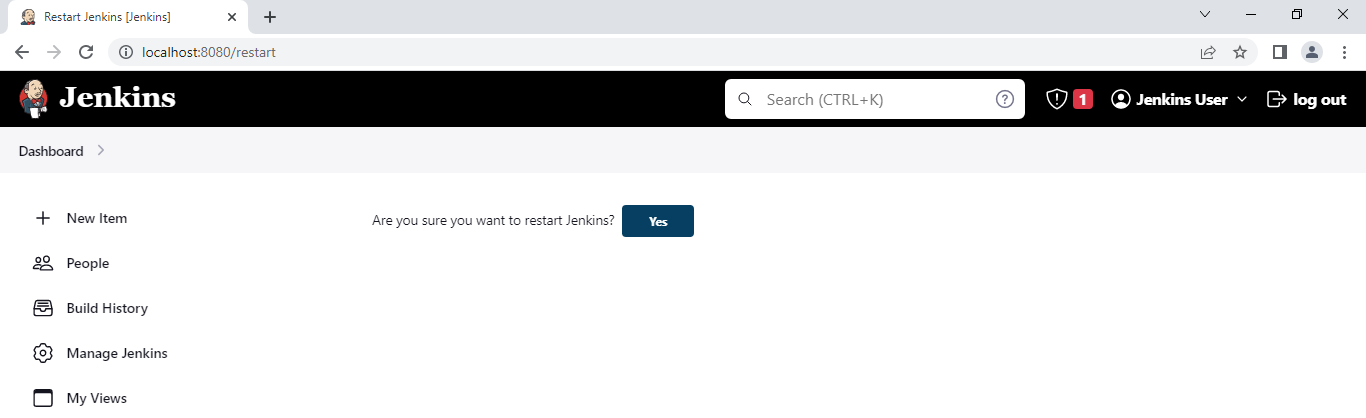 Restart Jenkins [Jenkins]
localhost:8080/restart
Jenkins Search (CTRL+K) ? 1 Jenkins User log out
Dashboard
New Item
Are you sure you want to restart Jenkins? Yes
People
Build History
Manage Jenkins
My Views